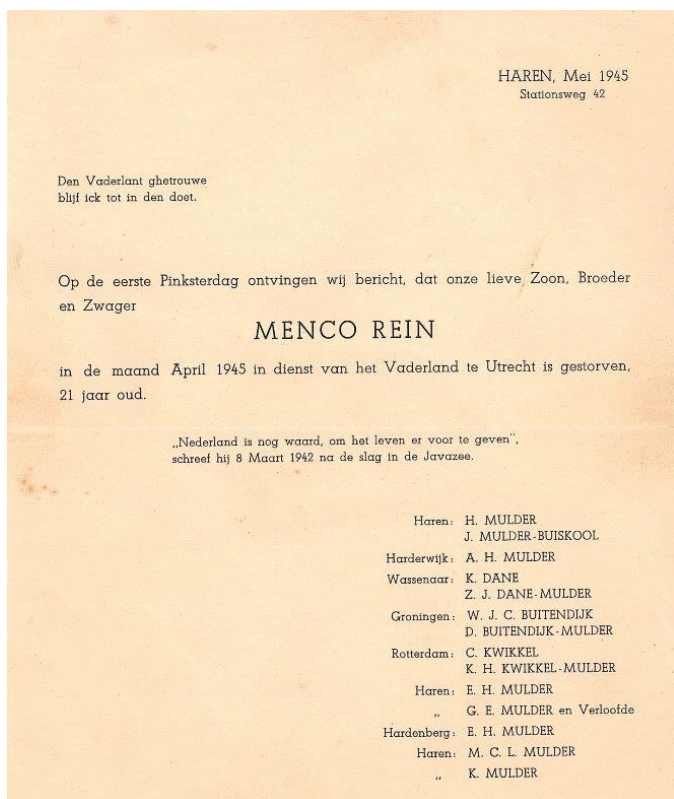 HAREN, Mei 1945
Stationsweg 42
Den Vaderlant ghetrouwe
blijf ick tot in den doet.
Op de eerste Pinksterdag ontvingen wij bericht, dat onze lieve Zoon, Broeder
en Zwager
MENCO REIN
in de maand April 1945 in dienst van het Vaderland te Utrecht is gestorven,
21 jaar oud.
„Nederland is nog waard, om het leven er voor te geven”,
schreef hij 8 Maart 1942 na de slag in de Javazee.
Haren: H. MULDER
J. MULDER-BUISKOOL
Harderwijk: A. H. MULDER
Wassenaar: K. DANE
Z. J. DANE-MULDER
Groningen: W. J. C. BUITENDIJK
D. BUITENDIJK-MULDER
Rotterdam: C. KWIKKEL
K. H. KWIKKEL-MULDER
Haren: E. H. MULDER
„ G. E. MULDER en Verloofde
Hardenberg: E. H. MULDER
Haren: M. C. L. MULDER
„ K. MULDER